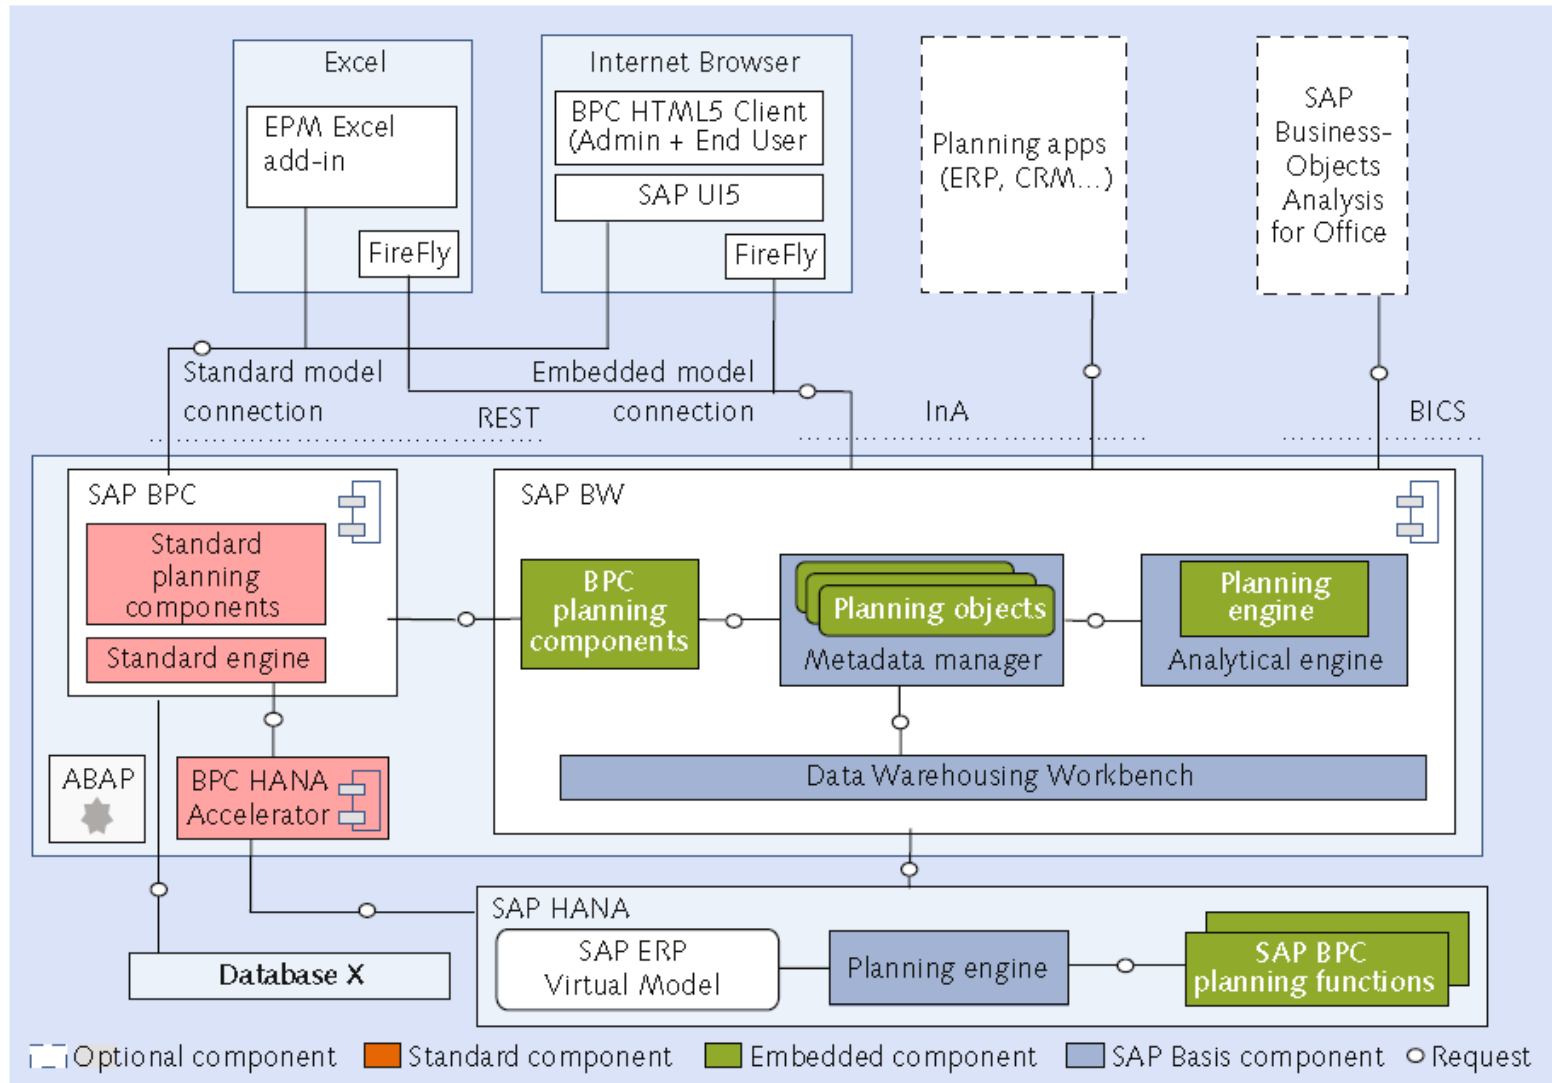 Excel
EPM Excel
add-in
FireFly
Internet Browser
BPC HTML5 Client
(Admin + End User
SAP UI5
FireFly
Planning apps
(ERP, CRM...)
SAP
Business-
Objects
Analysis
for Office
Standard model
connection
REST
Embedded model
connection
InA
BICS
SAP BPC
Standard
planning
components
Standard engine
ABAP
BPC HANA
Accelerator
SAP BW
BPC
planning
components
Planning objects
Metadata manager
Planning
engine
Analytical engine
Data Warehousing Workbench
Database X
SAP HANA
SAP ERP
Virtual Model
Planning engine
SAP BPC
planning functions
Optional component
Standard component
Embedded component
SAP Basis component
Request